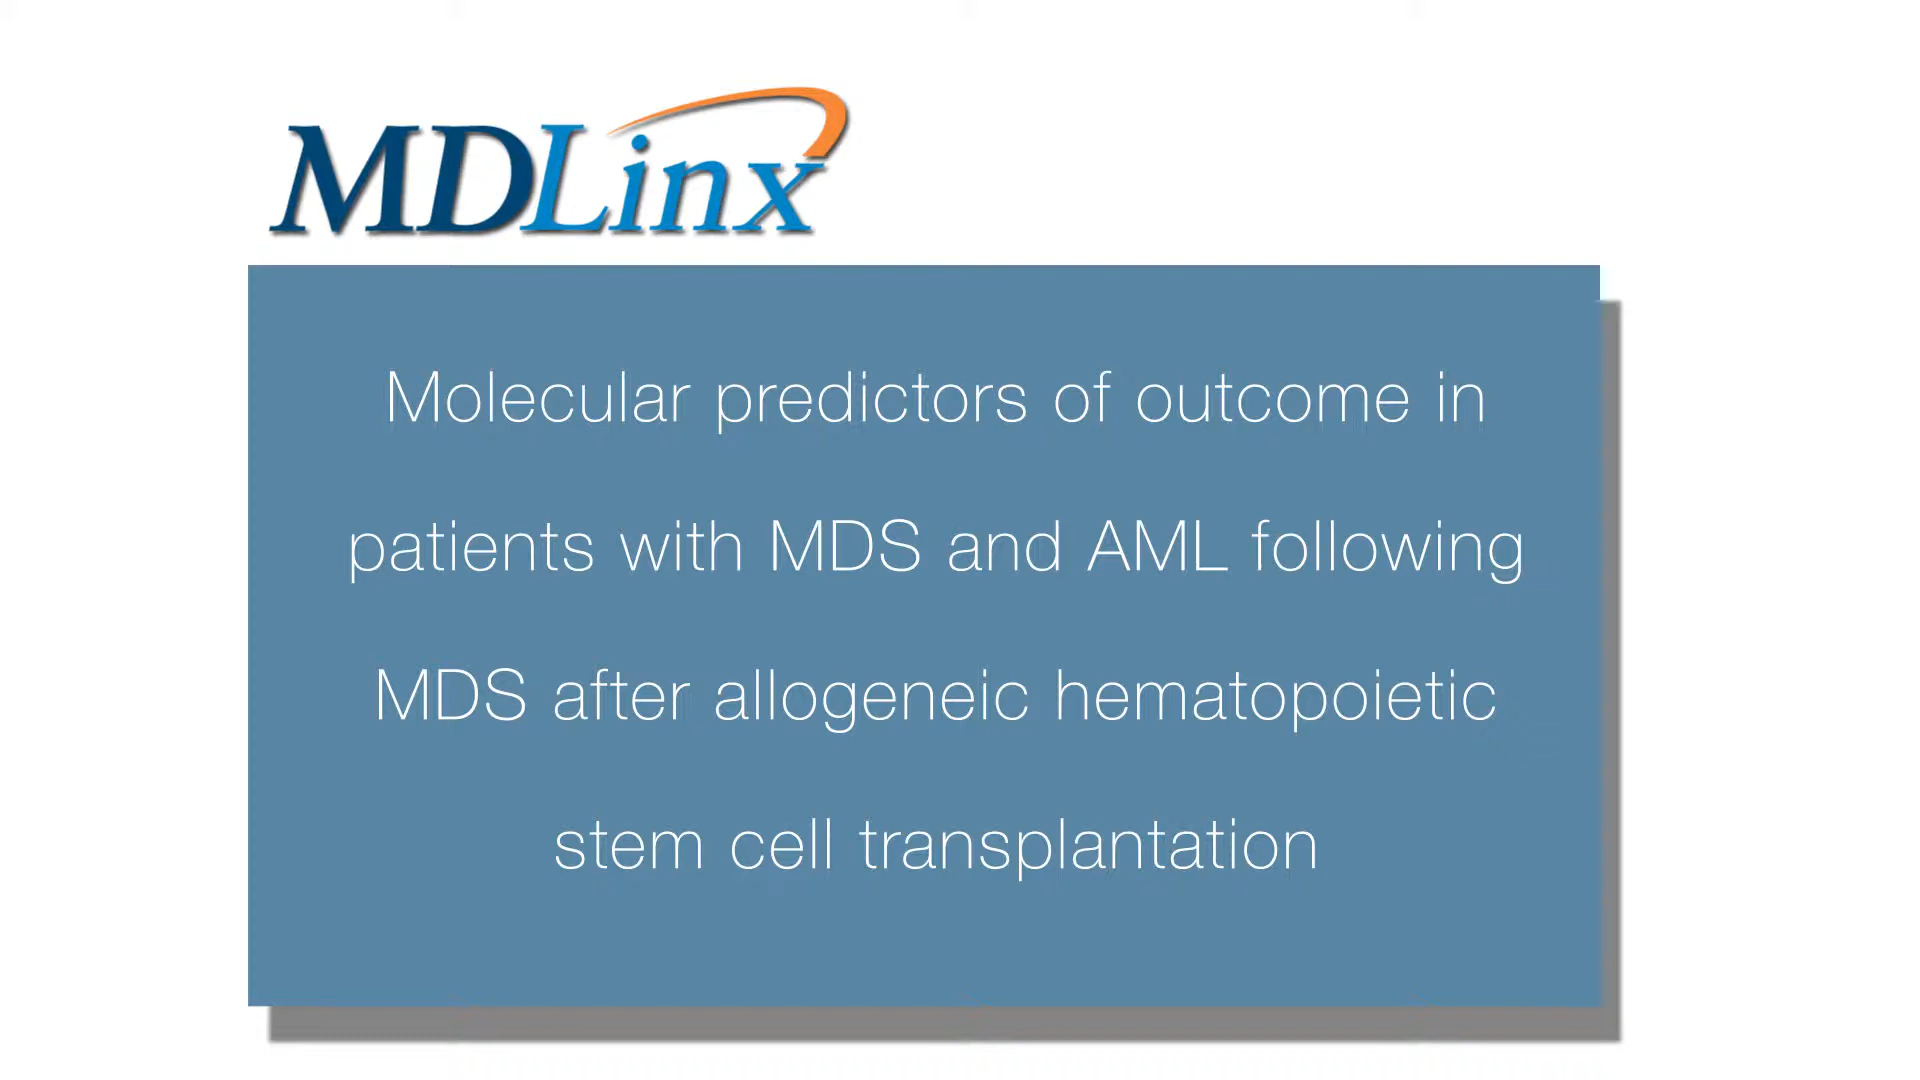 MDLinx
Molecular predictors of outcome in
patients with MDS and AML following
MDS after allogeneic hematopoietic
stem cell transplantation